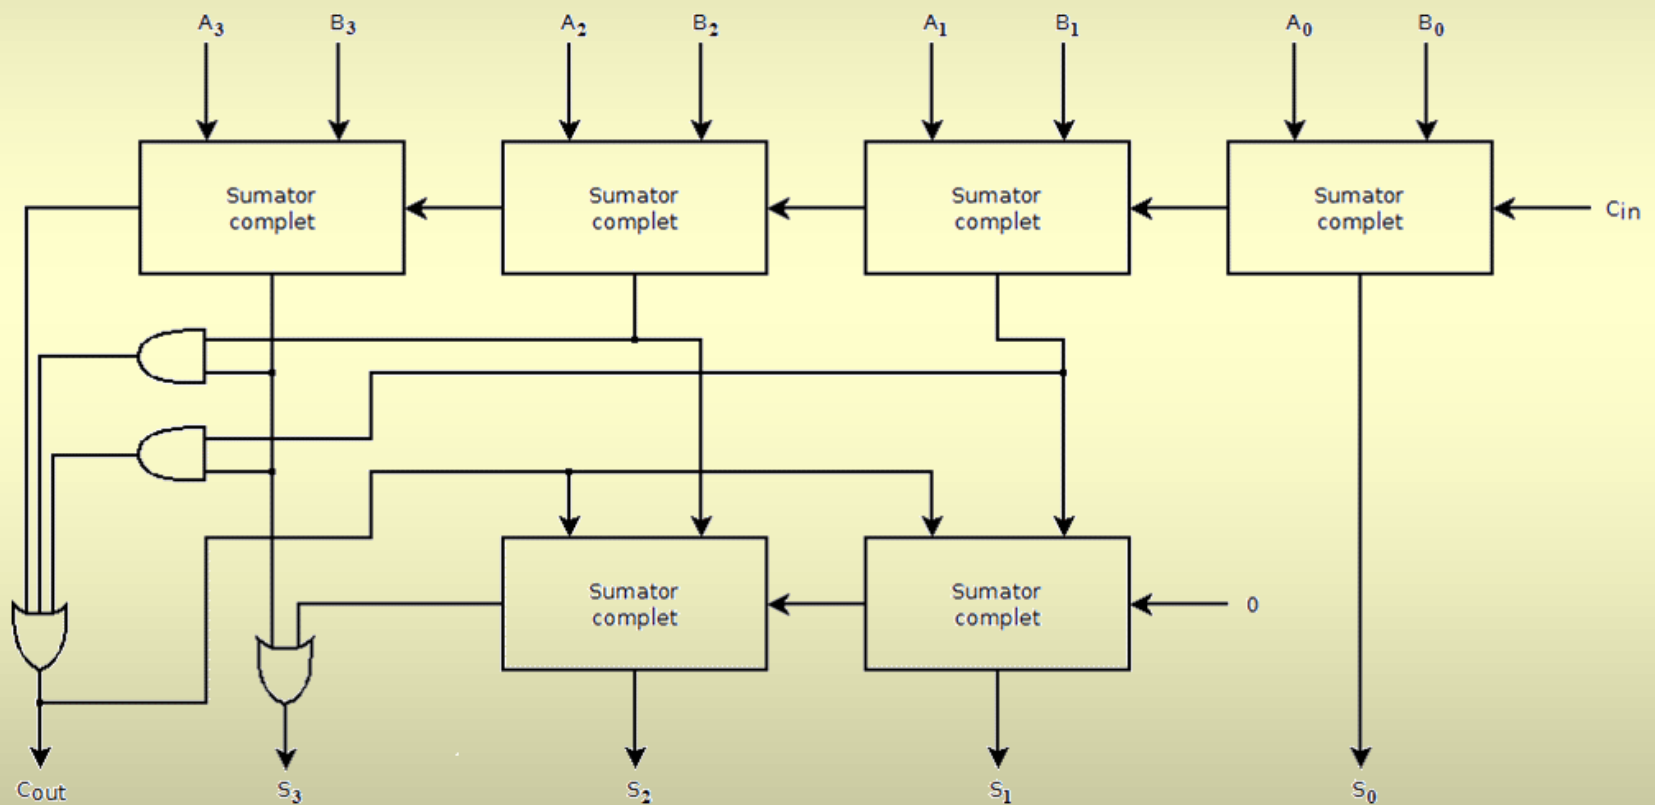 A3 B3 A2 B2 A1 B1 A0 B0
Sumator
complet
Sumator
complet
Sumator
complet
Sumator
complet
Cin
Sumator
complet
Sumator
complet
0
Cout S3 S2 S1 S0